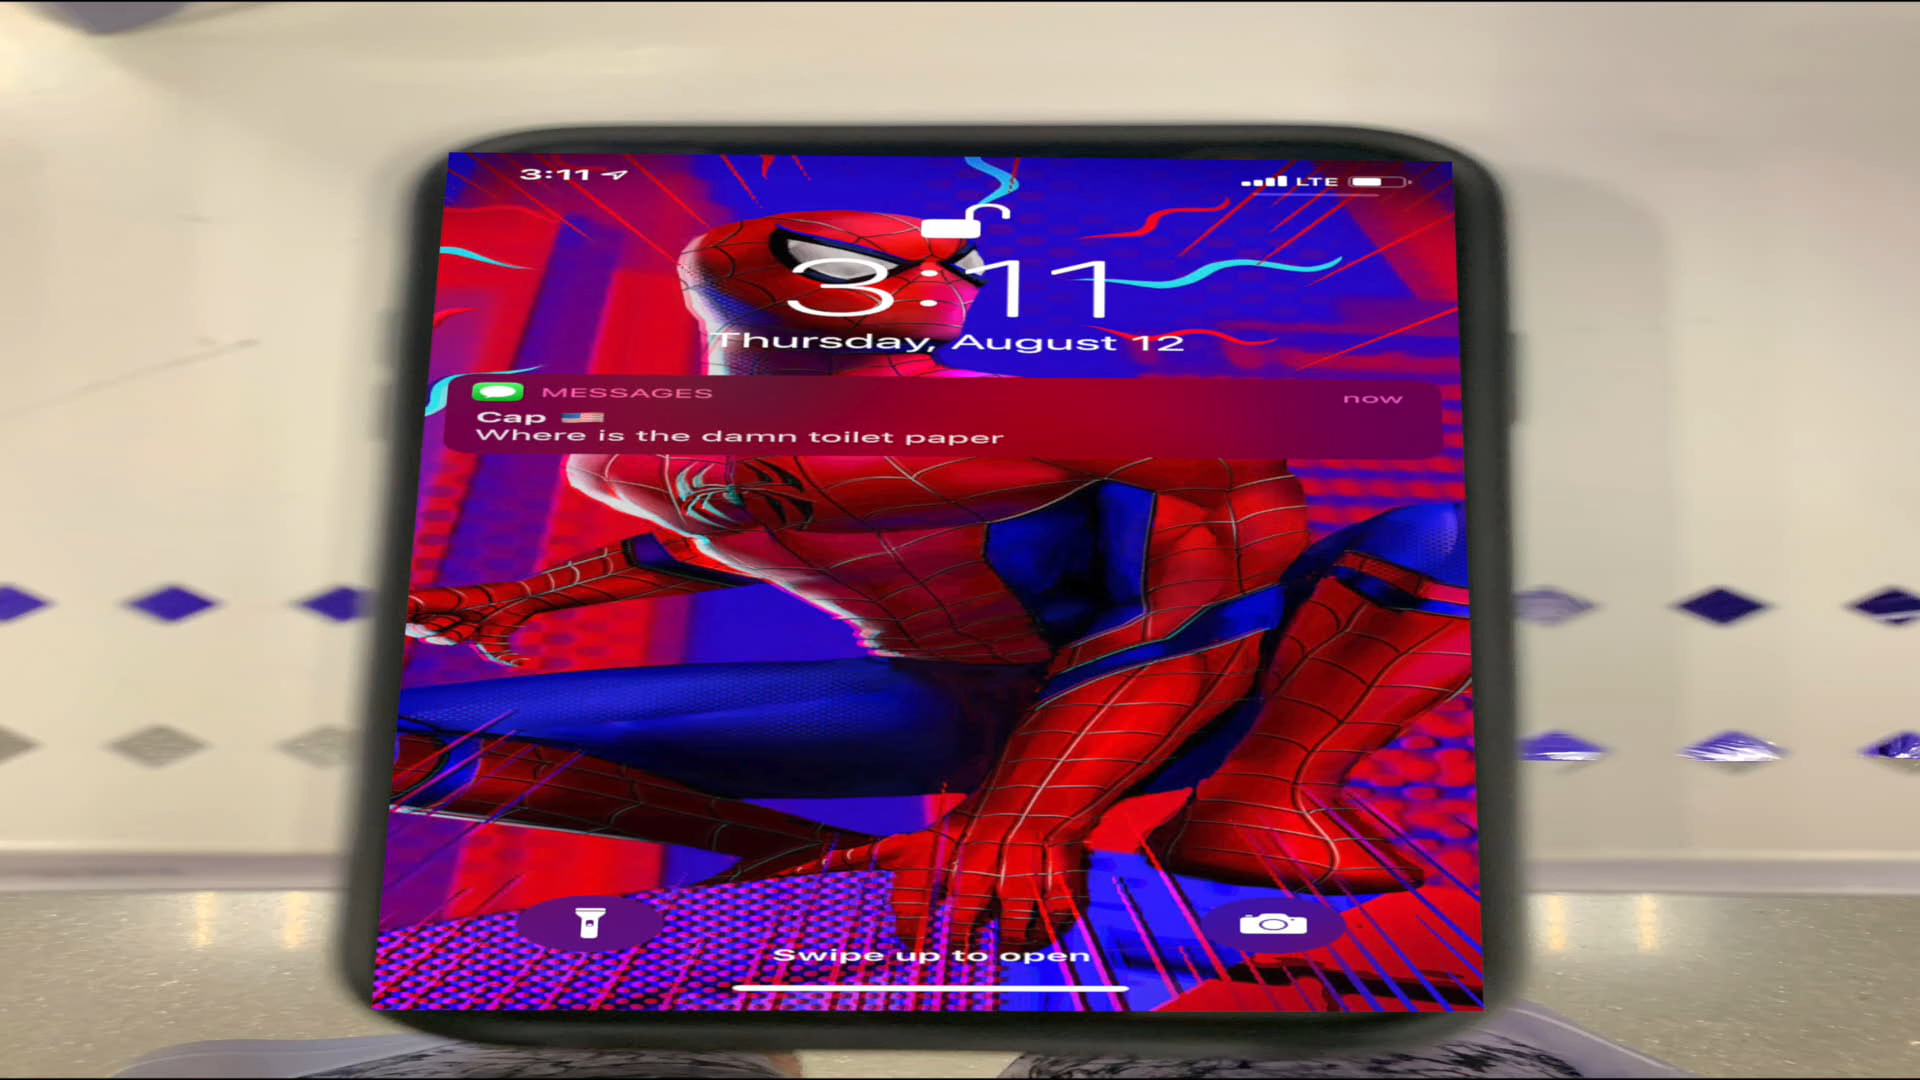 3:11
LTE
3:11
Thursday, August 12
MESSAGES
now
Cap 🇺🇸
Where is the damn toilet paper
Swipe up to open